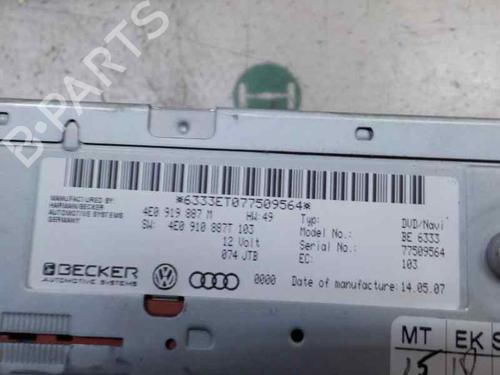 B-PARTS
*6333ET077509564*
MANUFACTURED BY:
HARMAN/BECKER
AUTOMOTIVE SYSTEMS
GERMANY
4E0 919 887 M HW:49 Typ: DVD/Navi
SW: 4E0 910 887T 103 Model No.: BE 6333
12 Volt Serial No.: 77509564
074 JTB EC: 103
BECKER
AUTOMOTIVE SYSTEMS
0000 Date of manufacture: 14.05.07
MT EK S
15 18